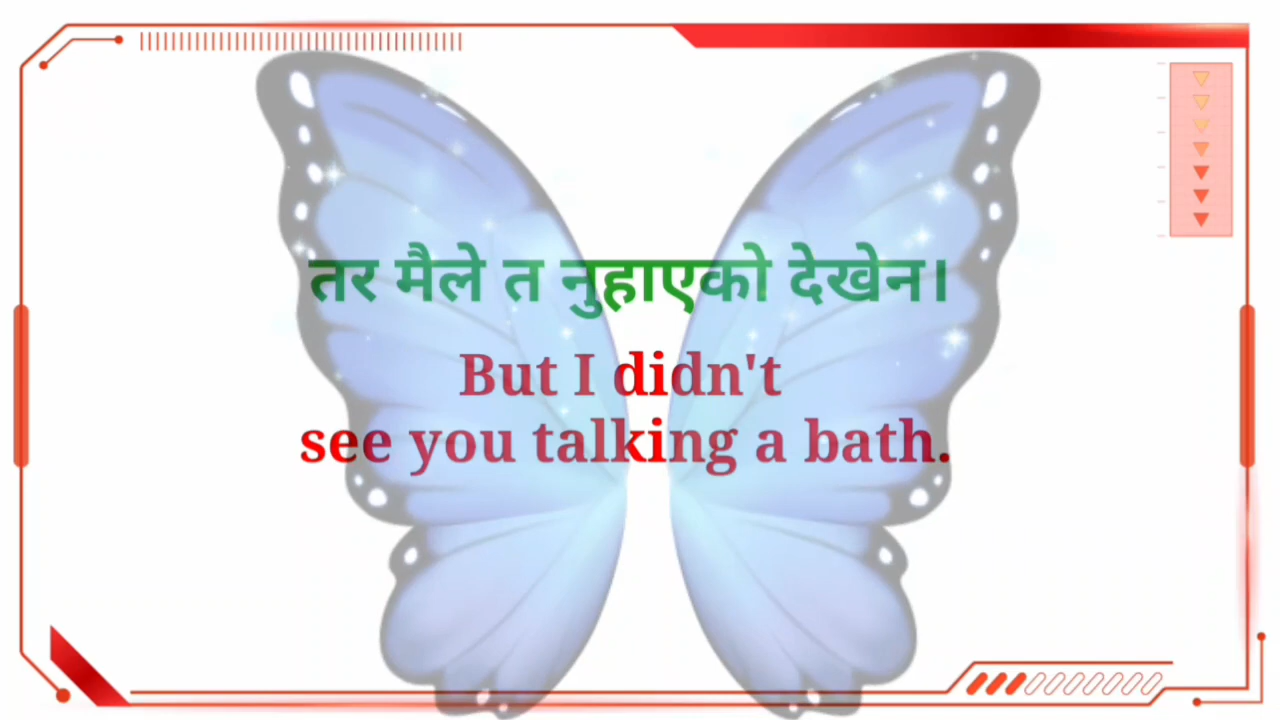 तर मैले त नुहाएको देखेन।
But I didn't
see you talking a bath.